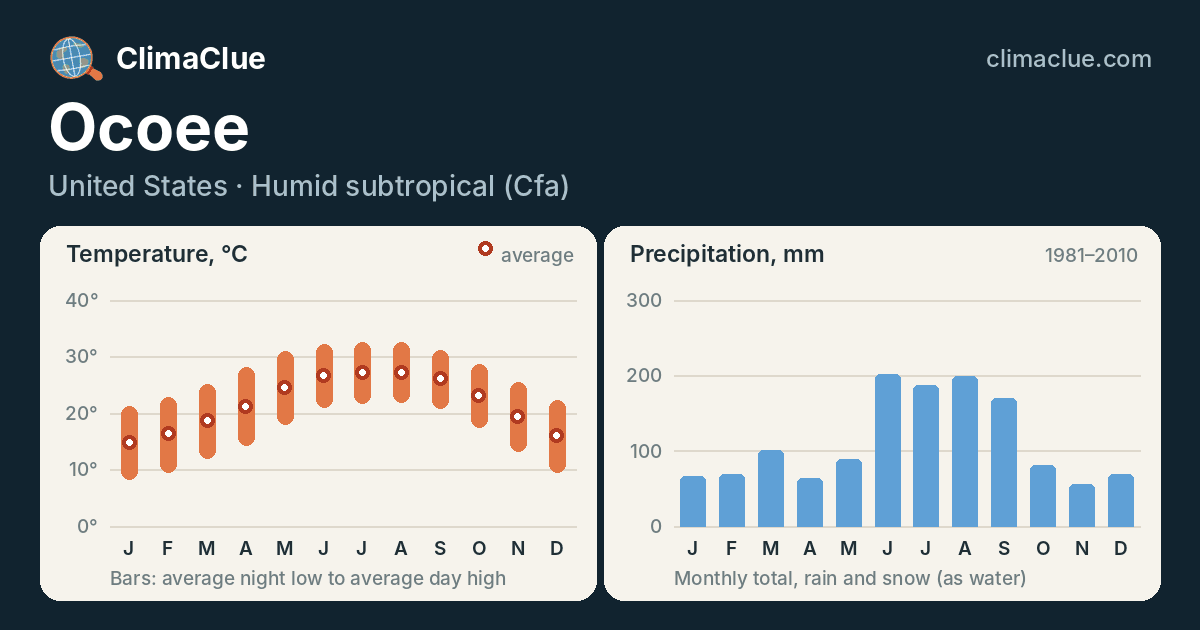 ClimaClue
climaclue.com
Ocoee
United States · Humid subtropical (Cfa)
Temperature, °C
average
40°
30°
20°
10°
0°
J F M A M J J A S O N D
Bars: average night low to average day high
Precipitation, mm
1981–2010
300
200
100
0
J F M A M J J A S O N D
Monthly total, rain and snow (as water)